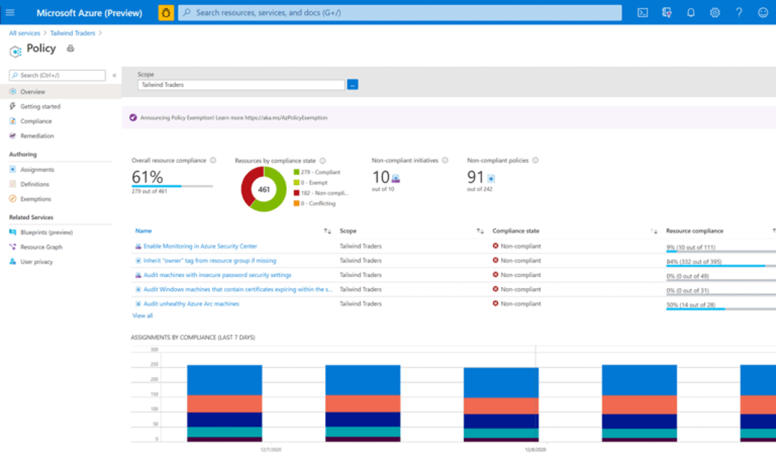 Microsoft Azure (Preview)
Search resources, services, and docs (G+/)
All services > Tailwind Traders >
Policy
Search (Ctrl+/)
«
Overview
Getting started
Compliance
Remediation
Authoring
Assignments
Definitions
Exemptions
Related Services
Blueprints (preview)
Resource Graph
User privacy
Scope
Tailwind Traders
...
Announcing Policy Exemption! Learn more https://aka.ms/AzPolicyExemption
Overall resource compliance
61%
279 out of 461
Resources by compliance state
461
279 - Compliant
0 - Exempt
182 - Non-compli...
0 - Conflicting
Non-compliant initiatives
10
out of 10
Non-compliant policies
91
out of 242
Name Scope Compliance state Resource compliance
Enable Monitoring in Azure Security Center Tailwind Traders Non-compliant 9% (10 out of 111)
Inherit "owner" tag from resource group if missing Tailwind Traders Non-compliant 84% (332 out of 395)
Audit machines with insecure password security settings Tailwind Traders Non-compliant 0% (0 out of 49)
Audit Windows machines that contain certificates expiring within the s... Tailwind Traders Non-compliant 0% (0 out of 31)
Audit unhealthy Azure Arc machines Tailwind Traders Non-compliant 50% (14 out of 28)
View all
ASSIGNMENTS BY COMPLIANCE (LAST 7 DAYS)
300
250
200
150
100
50
0
12/7/2020
12/8/2020